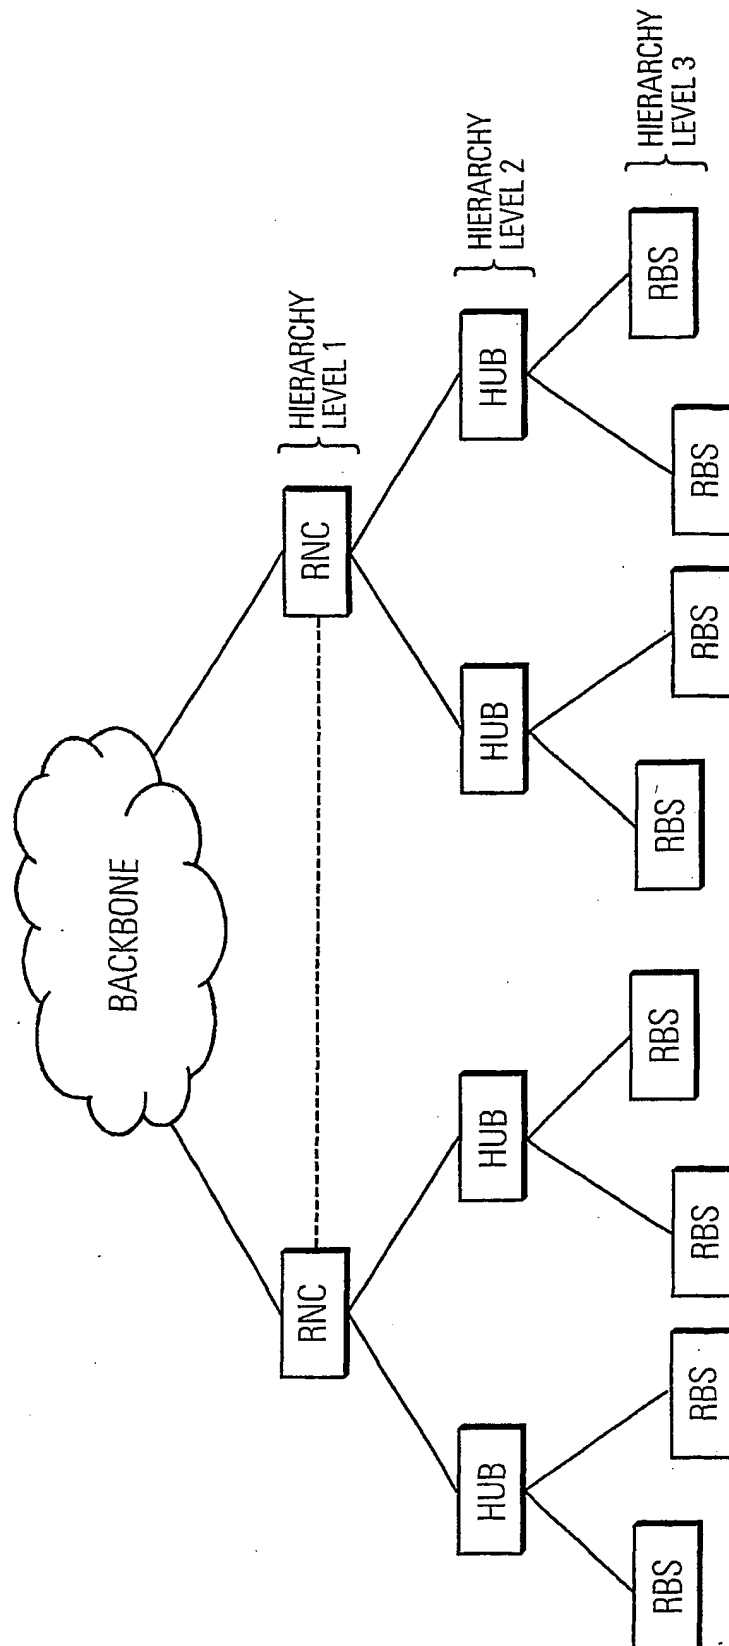 BACKBONE
RNC
RNC
HIERARCHY
LEVEL 1
HUB
HUB
HUB
HUB
HIERARCHY
LEVEL 2
RBS
RBS
RBS
RBS
RBS
RBS
RBS
RBS
HIERARCHY
LEVEL 3